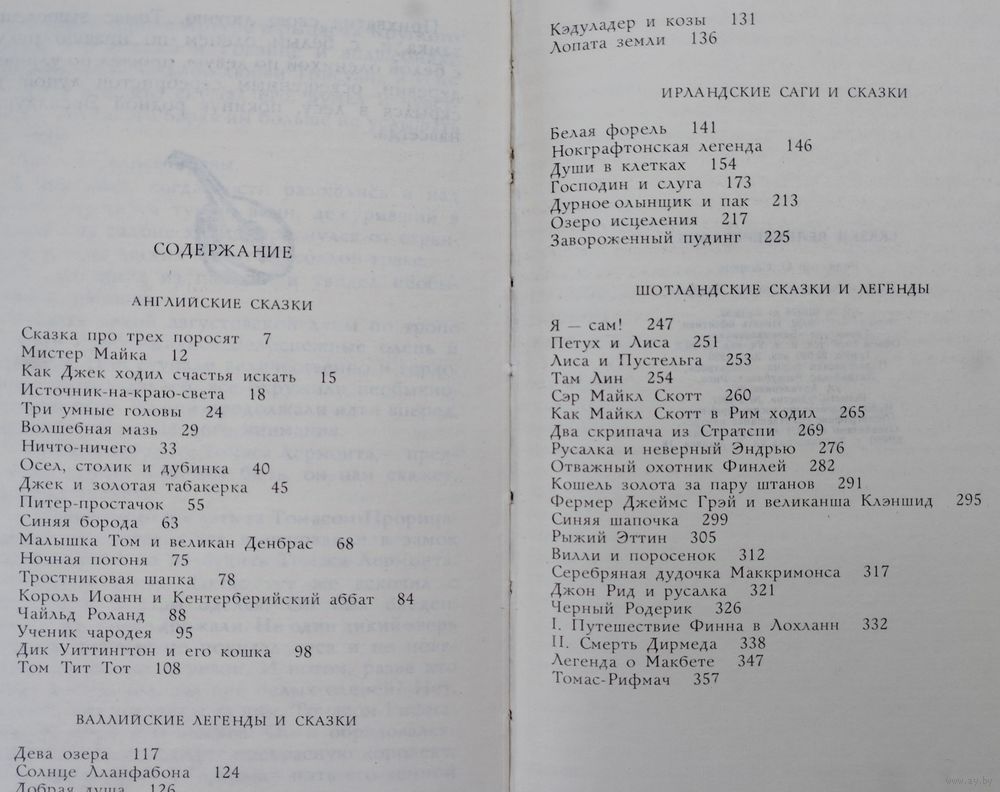 СОДЕРЖАНИЕ
АНГЛИЙСКИЕ СКАЗКИ
Сказка про трех поросят 7
Мистер Майка 12
Как Джек ходил счастья искать 15
Источник-на-краю-света 18
Три умные головы 24
Волшебная мазь 29
Ничто-ничего 33
Осел, столик и дубинка 40
Джек и золотая табакерка 45
Питер-простачок 55
Синяя борода 63
Малышка Том и великан Денбрас 68
Ночная погоня 75
Тростниковая шапка 78
Король Иоанн и Кентерберийский аббат 84
Чайльд Роланд 88
Ученик чародея 95
Дик Уиттингтон и его кошка 98
Том Тит Тот 108
ВАЛЛИЙСКИЕ ЛЕГЕНДЫ И СКАЗКИ
Дева озера 117
Солнце Лланфабона 124
Добрая душа 126
Кэдуладер и козы 131
Лопата земли 136
ИРЛАНДСКИЕ САГИ И СКАЗКИ
Белая форель 141
Нокграфтонская легенда 146
Души в клетках 154
Господин и слуга 173
Дурное олынщик и пак 213
Озеро исцеления 217
Завороженный пудинг 225
ШОТЛАНДСКИЕ СКАЗКИ И ЛЕГЕНДЫ
Я — сам! 247
Петух и Лиса 251
Лиса и Пустельга 253
Там Лин 254
Сэр Майкл Скотт 260
Как Майкл Скотт в Рим ходил 265
Два скрипача из Стратспи 269
Русалка и неверный Эндрью 276
Отважный охотник Финлей 282
Кошель золота за пару штанов 291
Фермер Джеймс Грэй и великанша Клэншид 295
Синяя шапочка 299
Рыжий Эттин 305
Вилли и поросенок 312
Серебряная дудочка Маккримонса 317
Джон Рид и русалка 321
Черный Родерик 326
I. Путешествие Финна в Лохланн 332
II. Смерть Дирмеда 338
Легенда о Макбете 347
Томас-Рифмач 357
www.ay.by